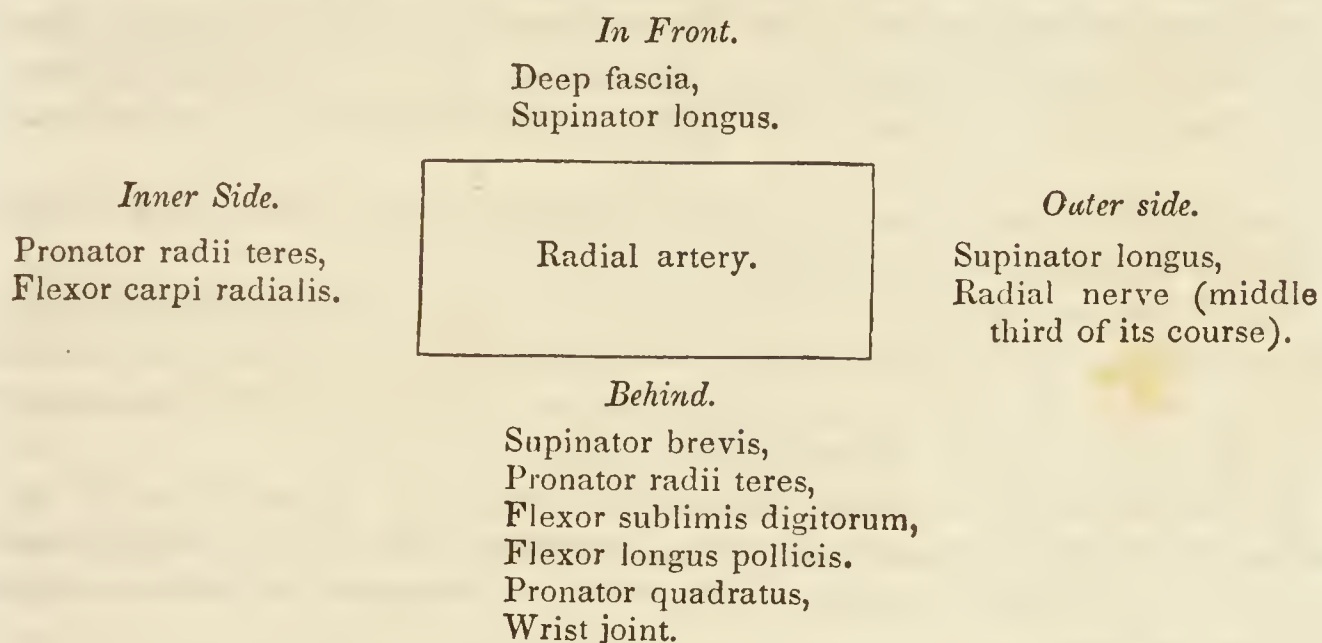 In Front.
Deep fascia,
Supinator longus.
Inner Side.
Pronator radii teres,
Flexor carpi radialis.
Radial artery.
Outer side.
Supinator longus,
Radial nerve (middle
third of its course).
Behind.
Supinator brevis,
Pronator radii teres,
Flexor sublimis digitorum,
Flexor longus pollicis.
Pronator quadratus,
Wrist joint.